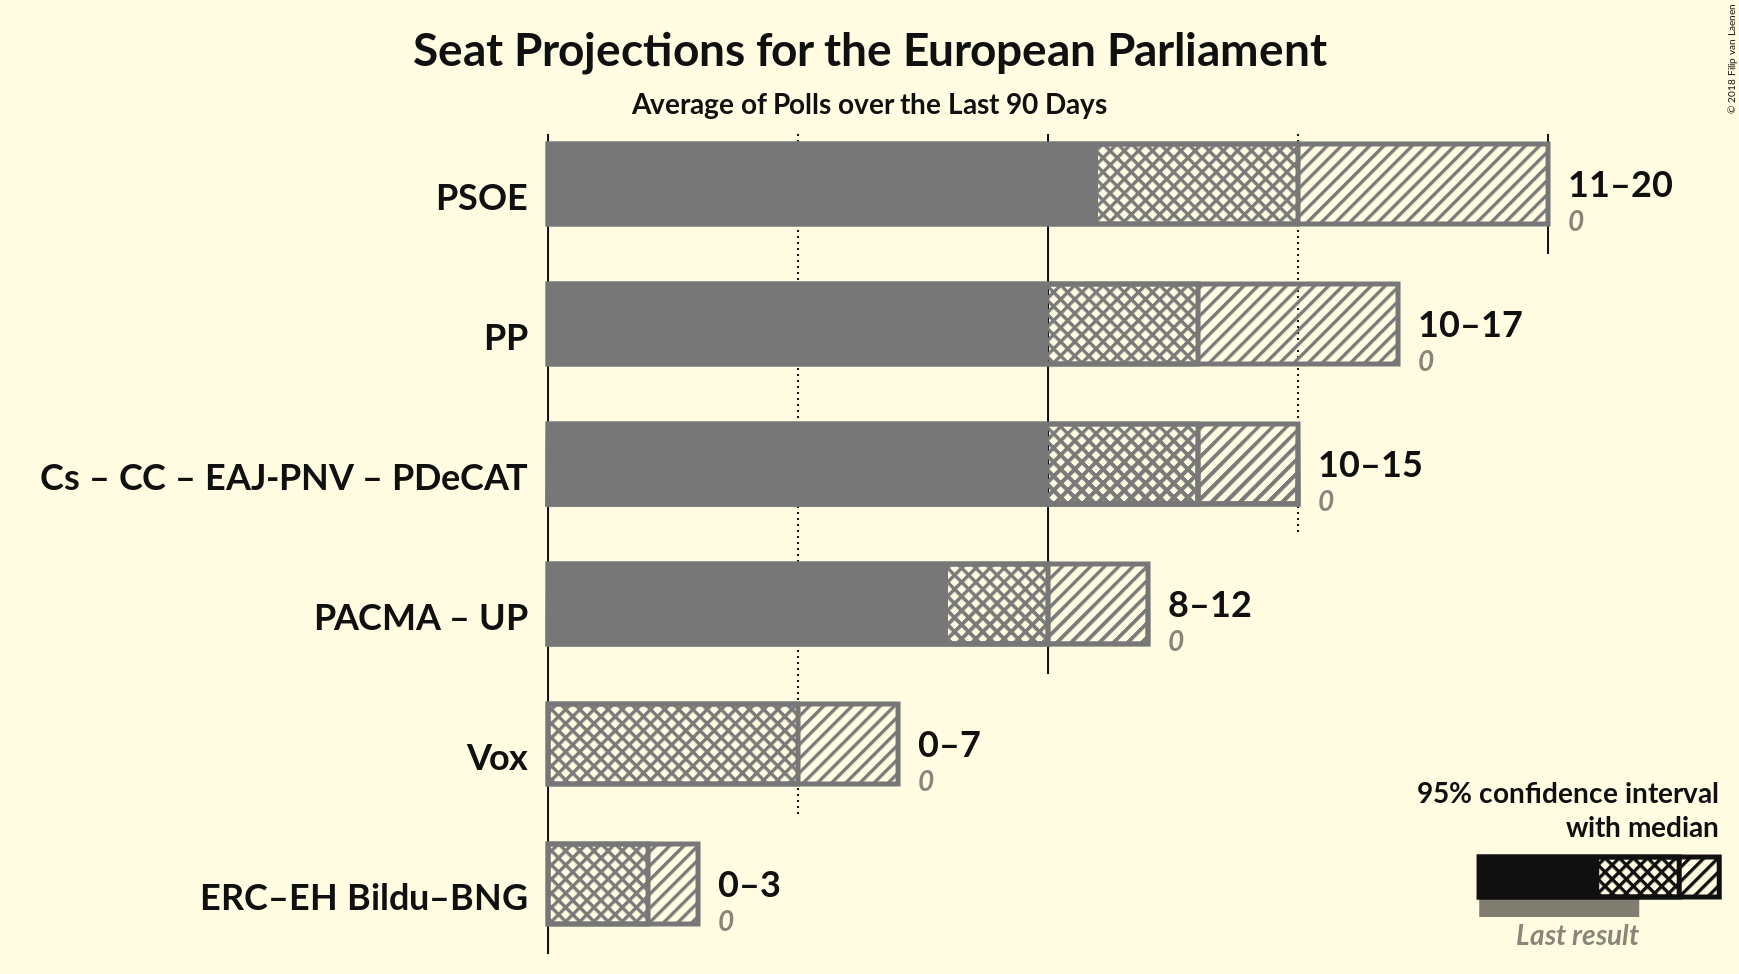 Seat Projections for the European Parliament
Average of Polls over the Last 90 Days
© 2018 Filip van Laenen
PSOE
11–20
0
PP
10–17
0
Cs – CC – EAJ-PNV – PDeCAT
10–15
0
PACMA – UP
8–12
0
Vox
0–7
0
ERC–EH Bildu–BNG
0–3
0
95% confidence interval
with median
Last result